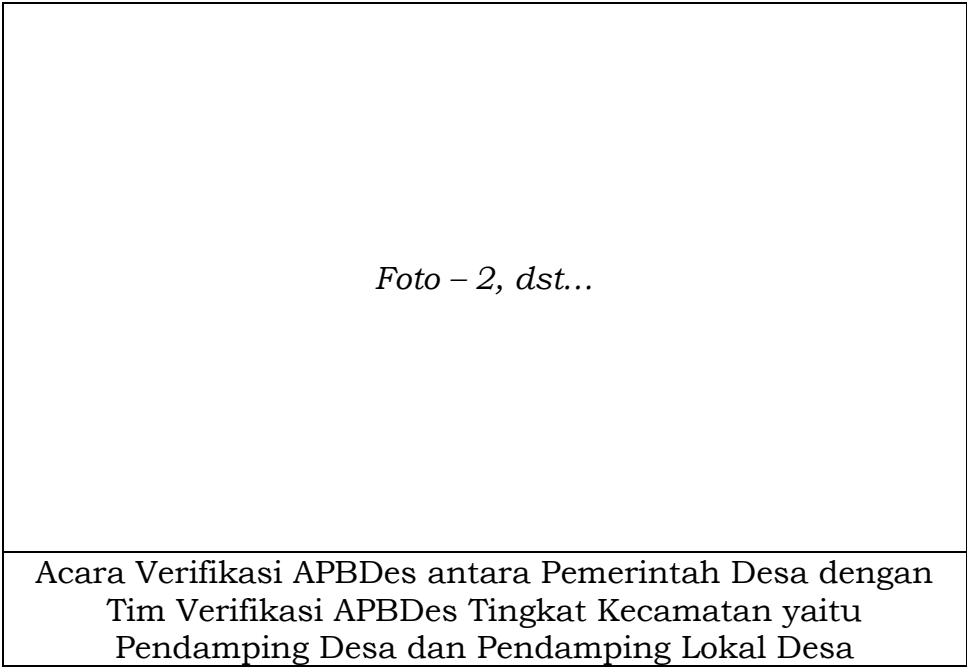 Foto – 2, dst...
Acara Verifikasi APBDes antara Pemerintah Desa dengan
Tim Verifikasi APBDes Tingkat Kecamatan yaitu
Pendamping Desa dan Pendamping Lokal Desa